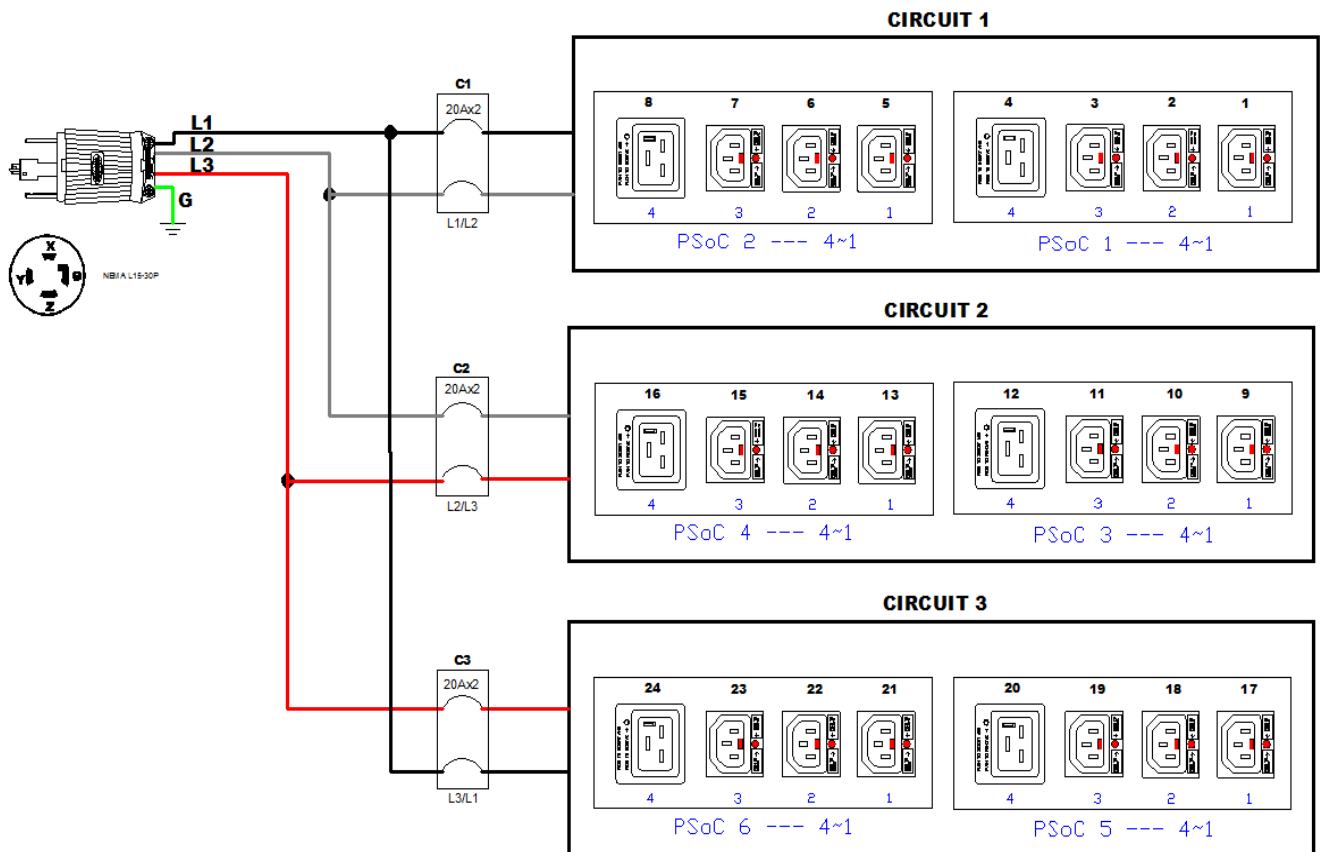 CIRCUIT 1
C1
20Ax2
L1/L2
8 7 6 5
4 3 2 1
4 3 2 1
4 3 2 1
PSoC 2 --- 4~1
PSoC 1 --- 4~1
L1
L2
L3
G
X
Y
G
Z
NEMA L15-30P
CIRCUIT 2
C2
20Ax2
L2/L3
16 15 14 13
12 11 10 9
4 3 2 1
4 3 2 1
PSoC 4 --- 4~1
PSoC 3 --- 4~1
CIRCUIT 3
C3
20Ax2
L3/L1
24 23 22 21
20 19 18 17
4 3 2 1
4 3 2 1
PSoC 6 --- 4~1
PSoC 5 --- 4~1